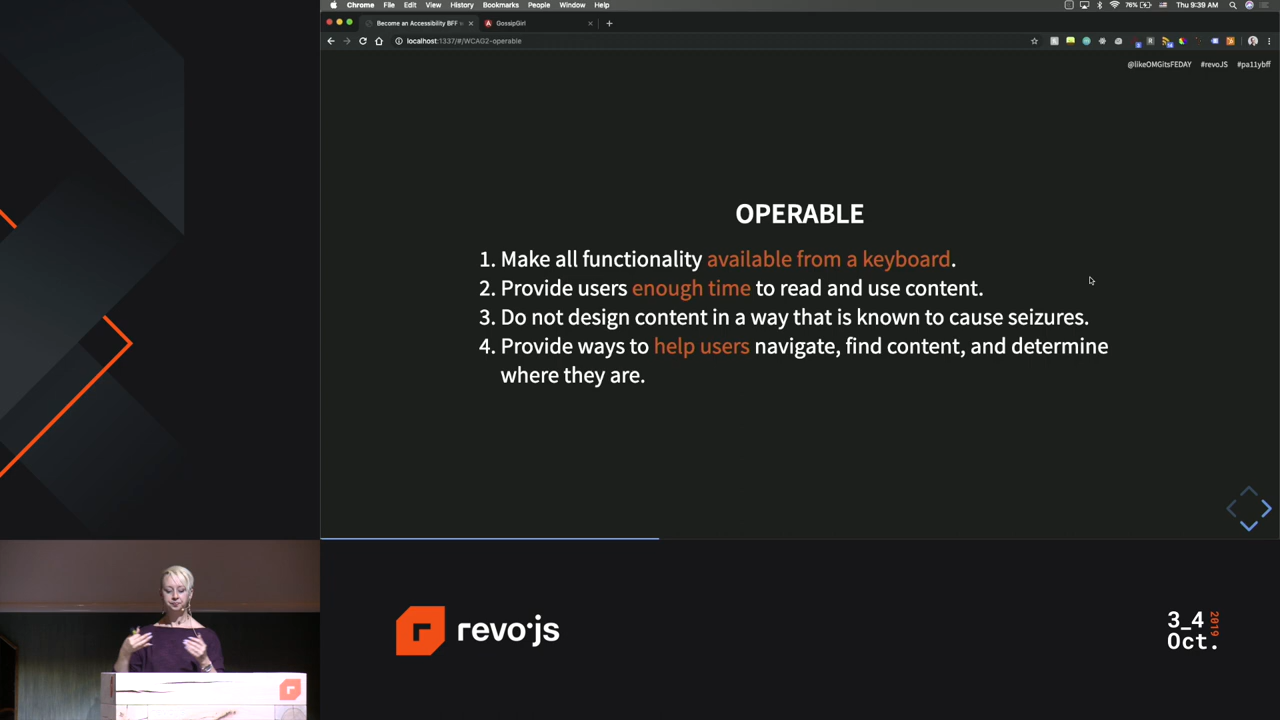 Chrome File Edit View History Bookmarks People Window Help 76% Thu 9:39 AM
Become an Accessibility BFF GossipGirl
localhost:1337/#/WCAG2-operable
@likeOMGitsFEDAY #revoJS #pa11ybff
OPERABLE
1. Make all functionality available from a keyboard.
2. Provide users enough time to read and use content.
3. Do not design content in a way that is known to cause seizures.
4. Provide ways to help users navigate, find content, and determine
where they are.
r revo.js
3_4 2019
Oct.
r